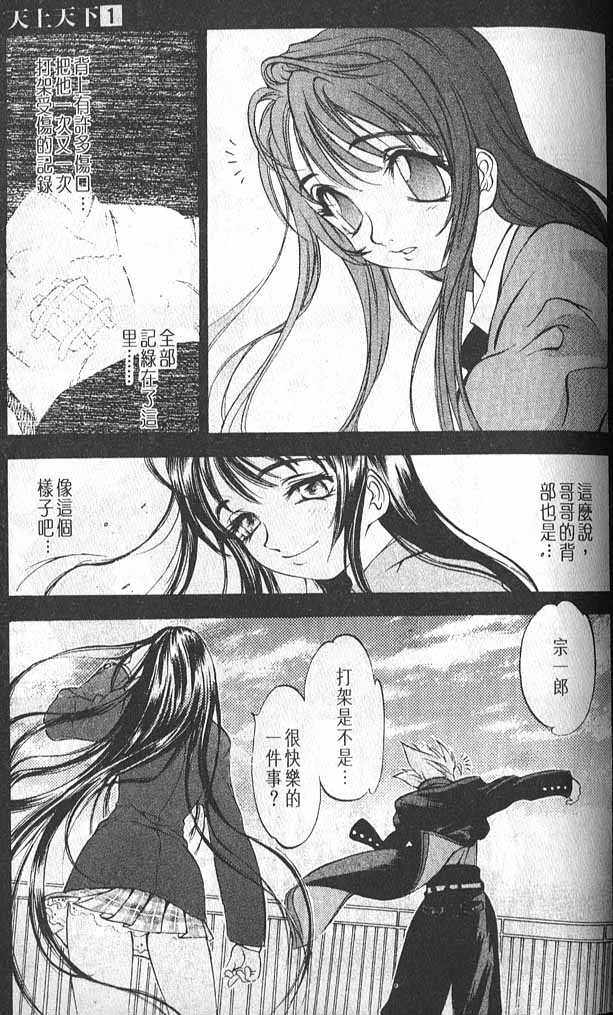 天上天下1
背上有許多傷口…
把他一次又一次
打架受傷的記錄
全部
記錄在了這
里……
這麼說，
哥哥的背
部也是…
像這個
樣子吧…
宗一郎
打架是不是…
很快樂的
一件事？